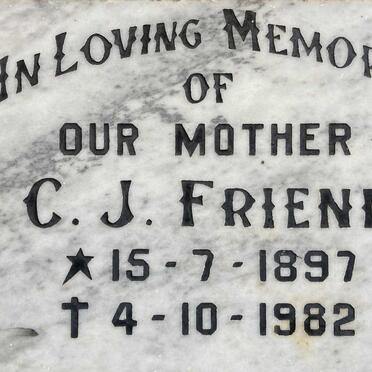 IN LOVING MEMOR
OF
OUR MOTHER
C. J. FRIEN
★ 15 - 7 - 1897
✝ 4 - 10 - 1982